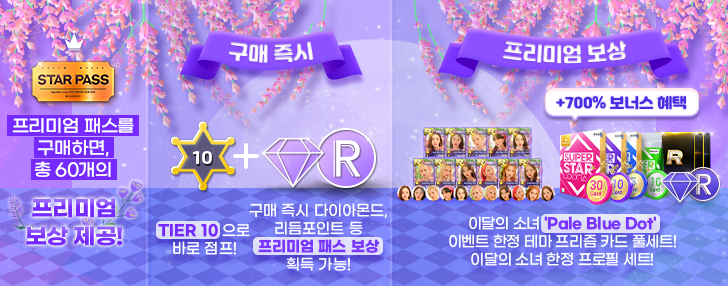 STAR PASS
프리미엄 패스를
구매하면,
총 60개의
프리미엄
보상 제공!
구매 즉시
10
R
TIER 10으로
바로 점프!
구매 즉시 다이아몬드,
리듬포인트 등
프리미엄 패스 보상
획득 가능!
프리미엄 보상
+700% 보너스 혜택
SUPER
STAR
30
10
10
R
R
이달의 소녀 'Pale Blue Dot'
이벤트 한정 테마 프리즘 카드 풀세트!
이달의 소녀 한정 프로필 세트!